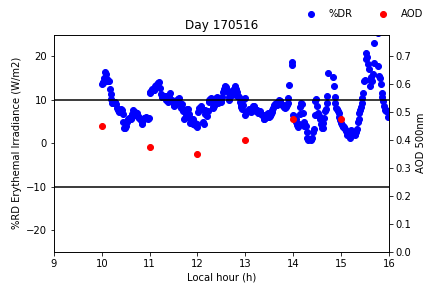 %DR AOD
Day 170516
%RD Erythermal Irradiance (W/m2)
20
10
0
−10
−20
0.7
0.6
0.5
0.4
0.3
0.2
0.1
0.0
AOD 500nm
9 10 11 12 13 14 15 16
Local hour (h)